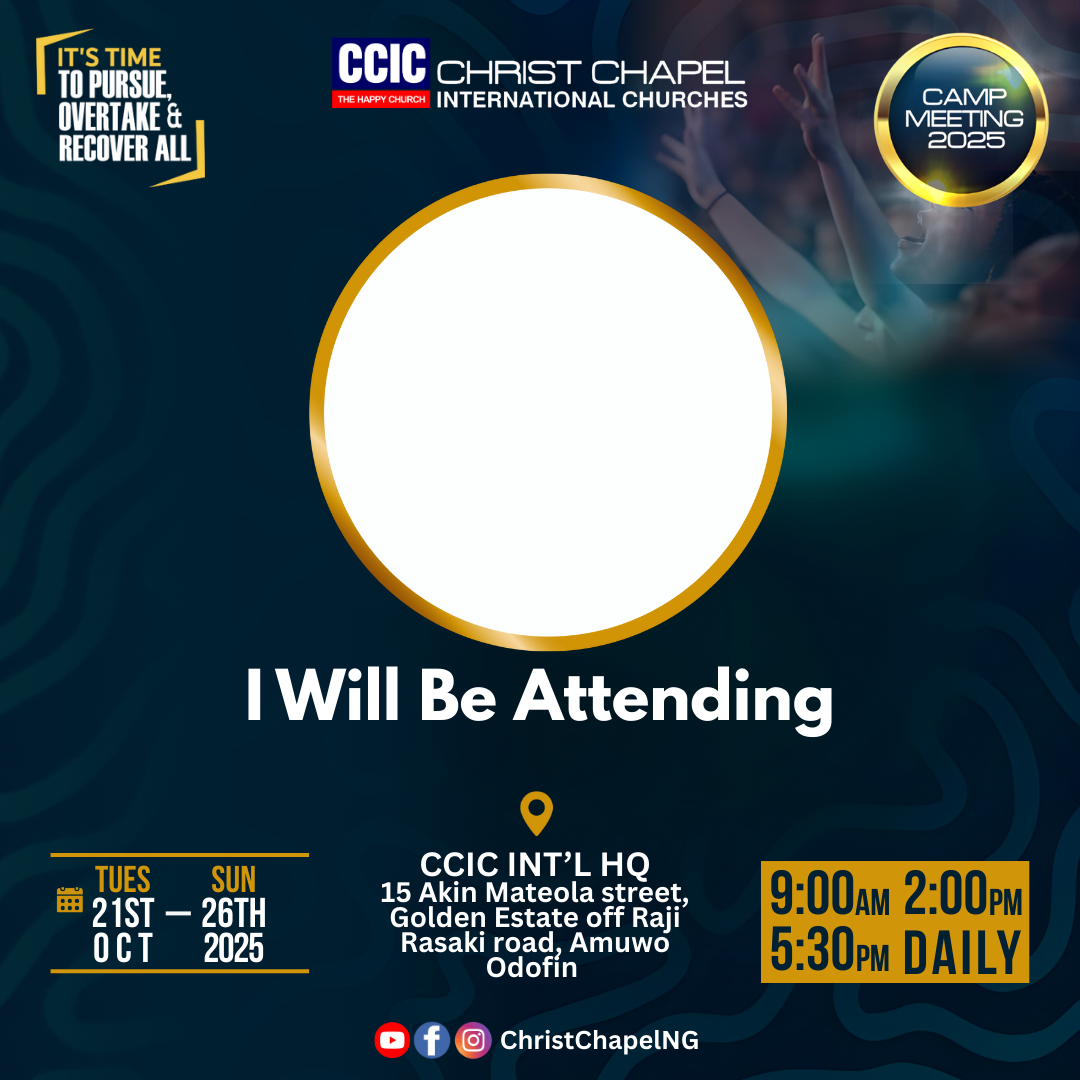 IT'S TIME
TO PURSUE,
OVERTAKE &
RECOVER ALL
CCIC
THE HAPPY CHURCH
CHRIST CHAPEL
INTERNATIONAL CHURCHES
CAMP
MEETING
2025
I Will Be Attending
TUES
21ST
OCT
—
SUN
26TH
2025
CCIC INT’L HQ
15 Akin Mateola street,
Golden Estate off Raji
Rasaki road, Amuwo
Odofin
9:00AM 2:00PM
5:30PM DAILY
ChristChapelNG